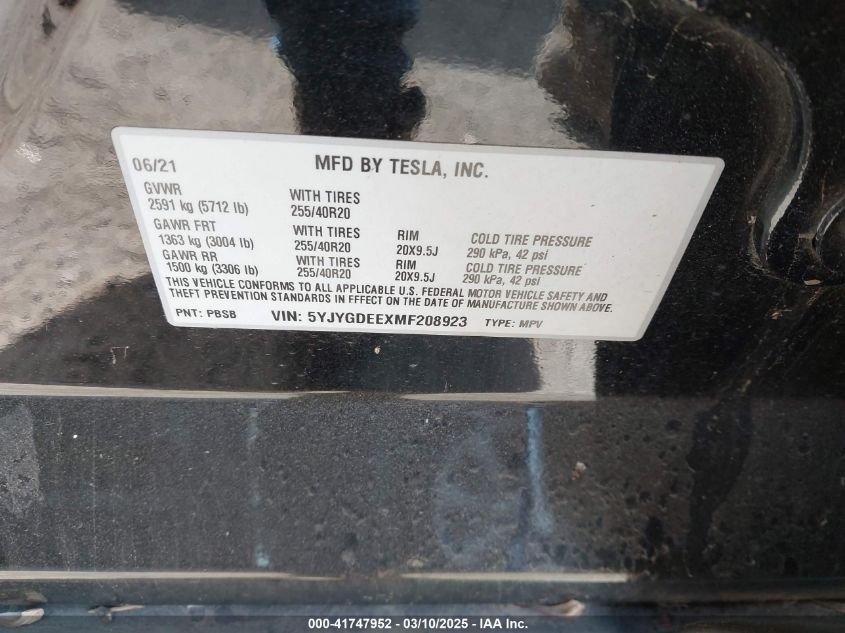 06/21 MFD BY TESLA, INC.
GVWR
2591 kg (5712 lb)
WITH TIRES
255/40R20
GAWR FRT
1363 kg (3004 lb)
WITH TIRES
255/40R20
RIM
20X9.5J
COLD TIRE PRESSURE
290 kPa, 42 psi
GAWR RR
1500 kg (3306 lb)
WITH TIRES
255/40R20
RIM
20X9.5J
COLD TIRE PRESSURE
290 kPa, 42 psi
THIS VEHICLE CONFORMS TO ALL APPLICABLE U.S. FEDERAL MOTOR VEHICLE SAFETY AND
THEFT PREVENTION STANDARDS IN EFFECT ON THE DATE OF MANUFACTURE SHOWN ABOVE.
PNT: PBSB VIN: 5YJYGDEEXMF208923 TYPE: MPV
000-41747952 / 03/10/2025 - IAA Inc.